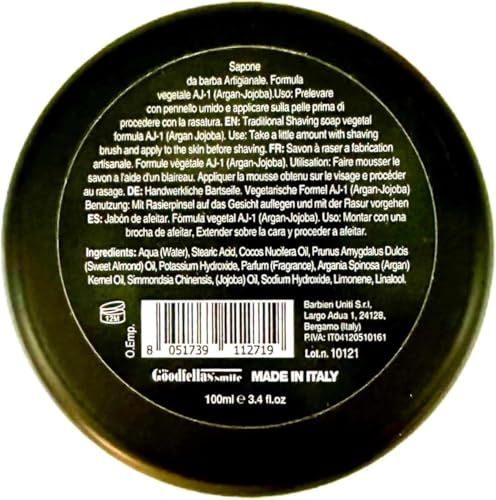 Sapone
da barba Artigianale. Formula
vegetale AJ-1 (Argan-Jojoba).Uso: Prelevare
con pennello umido e applicare sulla pelle prima di
procedere con la rasatura. EN: Traditional Shaving soap vegetal
formula AJ-1 (Argan Jojoba). Use: Take a little amount with shaving
brush and apply to the skin before shaving. FR: Savon à raser a fabrication
artisanale. Formule végétale AJ-1 (Argan-Jojoba). Utilisation: Faire mousser le
savon a l'aide d'un blaireau. Appliquer la mousse obtenu sur le visage e procéder
au rasage. DE: Handwerkliche Bartseife. Vegetarische Formel AJ-1 (Argan-Jojoba)
Benutzung: Mit Rasierpinsel auf das Gesicht auflegen und mit der Rasur vorgehen
ES: Jabón de afeitar. Fórmula vegetal AJ-1 (Argan-Jojoba). Uso: Montar con una
brocha de afeitar, Extender sobre la cara y proceder a afeitar.
Ingredients: Aqua (Water), Stearic Acid, Cocos Nucifera Oil, Prunus Amygdalus Dulcis
(Sweet Almond) Oil, Potassium Hydroxide, Parfum (Fragrance), Argania Spinosa (Argan)
Kernel Oil, Simmondsia Chinensis, (Jojoba) Oil, Sodium Hydroxide, Limonene, Linalool.
12M
O.Emp.
8 051739 112719
Barbieri Uniti S.r.l,
Largo Adua 1, 24128,
Bergamo (Italy)
P.IVA: IT04120510161
Lot.n. 10121
The Goodfellas' smile MADE IN ITALY
100ml e 3.4 fl.oz